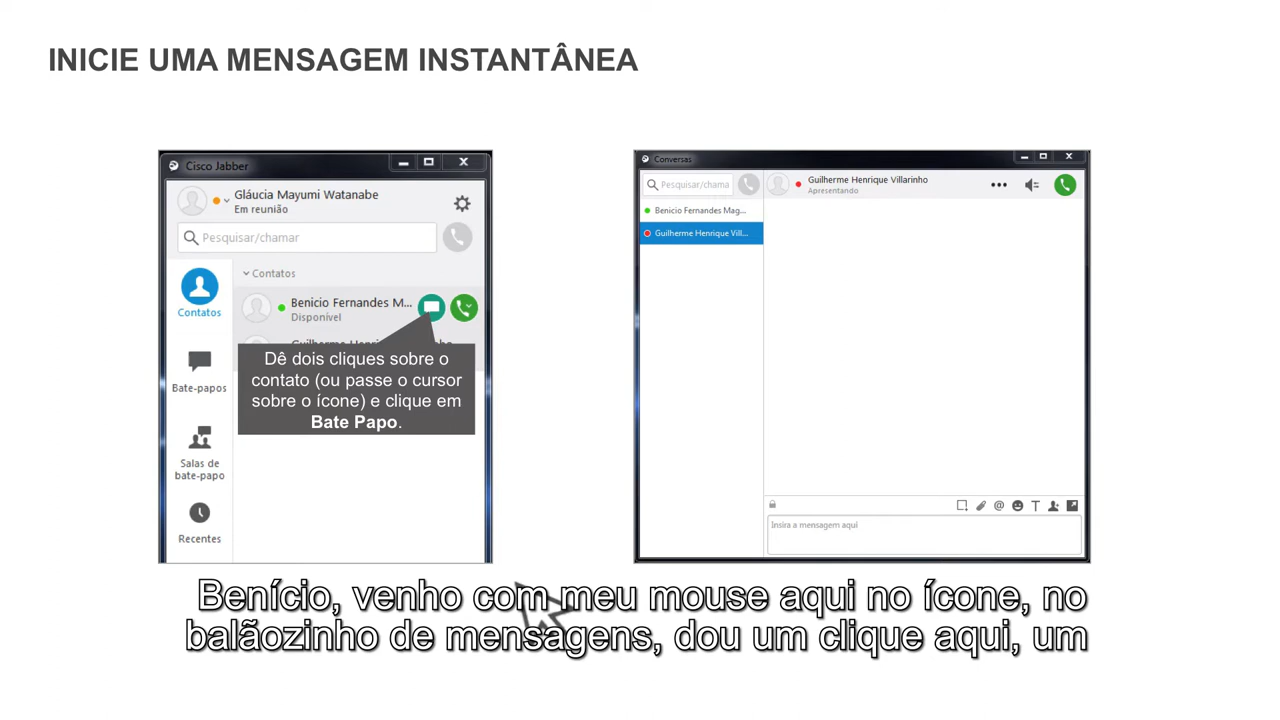 INICIE UMA MENSAGEM INSTANTÂNEA
Cisco Jabber
Gláucia Mayumi Watanabe
Em reunião
Pesquisar/chamar
Contatos
Contatos
Benicio Fernandes M...
Disponível
Dê dois cliques sobre o
contato (ou passe o cursor
sobre o ícone) e clique em
Bate Papo.
Bate-papos
Salas de
bate-papo
Recentes
Conversas
Pesquisar/chama
Benicio Fernandes Mag...
Guilherme Henrique Vill...
Guilherme Henrique Villarinho
Apresentando
Insira a mensagem aqui
Benício, venho com meu mouse aqui no ícone, no
balãozinho de mensagens, dou um clique aqui, um